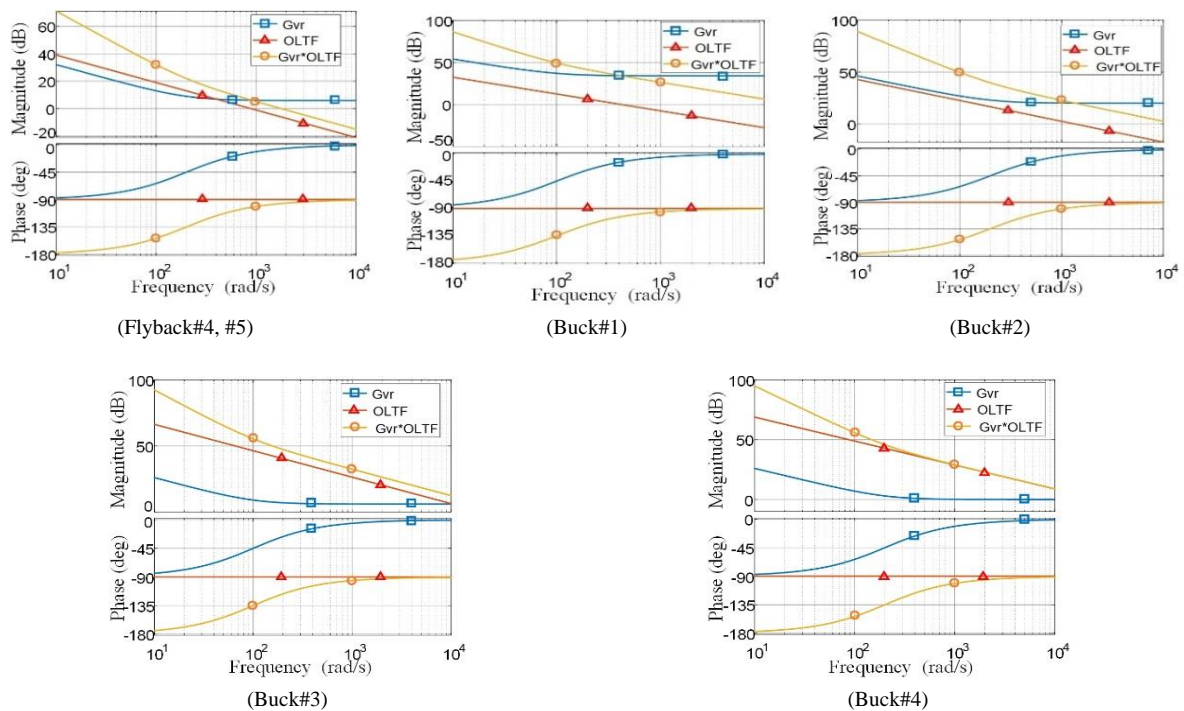 60
40
20
0
20
Magnitude (dB)
Gvr
OLTF
Gvr*OLTF
0
-45
-90
-135
-180
Phase (deg)
10^1
10^2
10^3
10^4
Frequency (rad/s)
(Flyback#4, #5)
100
50
0
50
Magnitude (dB)
Gvr
OLTF
Gvr*OLTF
0
-45
-90
-135
-180
Phase (deg)
10^1
10^2
10^3
10^4
Frequency (rad/s)
(Buck#1)
100
50
0
Magnitude (dB)
Gvr
OLTF
Gvr*OLTF
0
-45
-90
-135
-180
Phase (deg)
10^1
10^2
10^3
10^4
Frequency (rad/s)
(Buck#2)
100
50
0
Magnitude (dB)
Gvr
OLTF
Gvr*OLTF
0
-45
-90
-135
-180
Phase (deg)
10^1
10^2
10^3
10^4
Frequency (rad/s)
(Buck#3)
100
50
0
Magnitude (dB)
Gvr
OLTF
Gvr*OLTF
0
-45
-90
-135
-180
Phase (deg)
10^1
10^2
10^3
10^4
Frequency (rad/s)
(Buck#4)